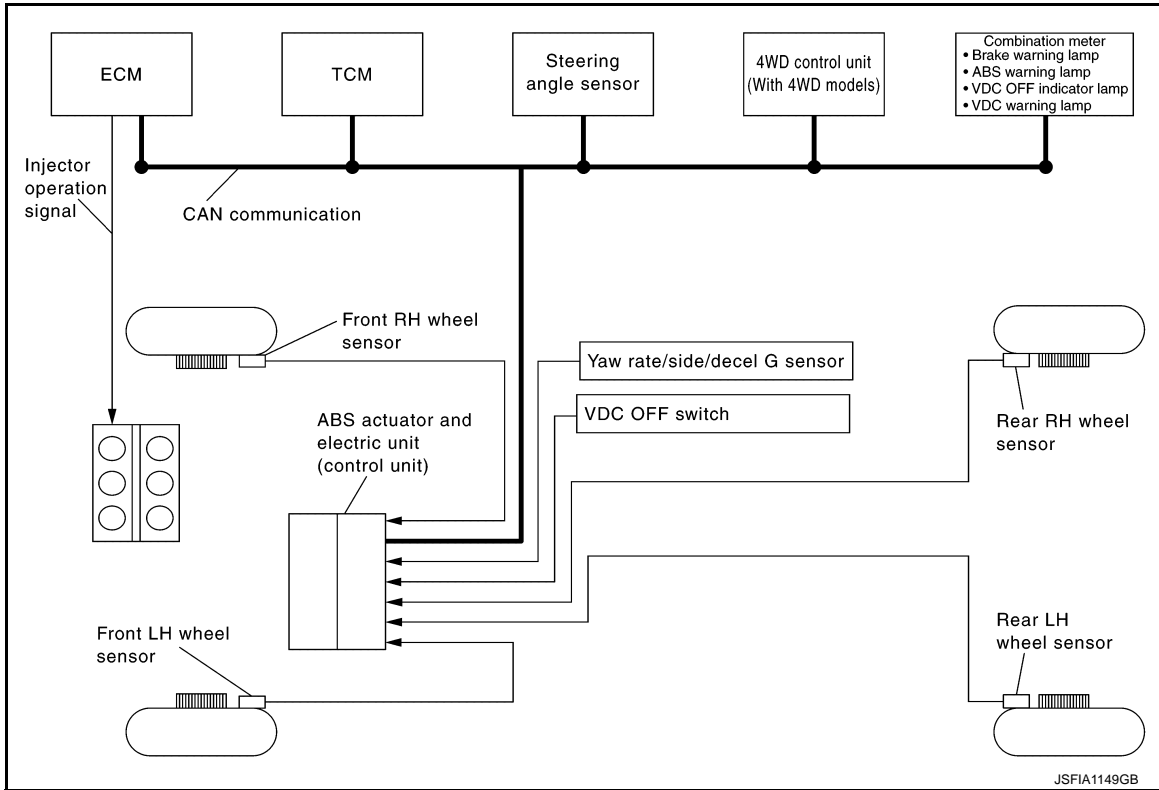 ECM
TCM
Steering
angle sensor
4WD control unit
(With 4WD models)
Combination meter
• Brake warning lamp
• ABS warning lamp
• VDC OFF indicator lamp
• VDC warning lamp
Injector
operation
signal
CAN communication
Front RH wheel
sensor
Yaw rate/side/decel G sensor
VDC OFF switch
ABS actuator and
electric unit
(control unit)
Rear RH wheel
sensor
Front LH wheel
sensor
Rear LH
wheel sensor
JSFIA1149GB